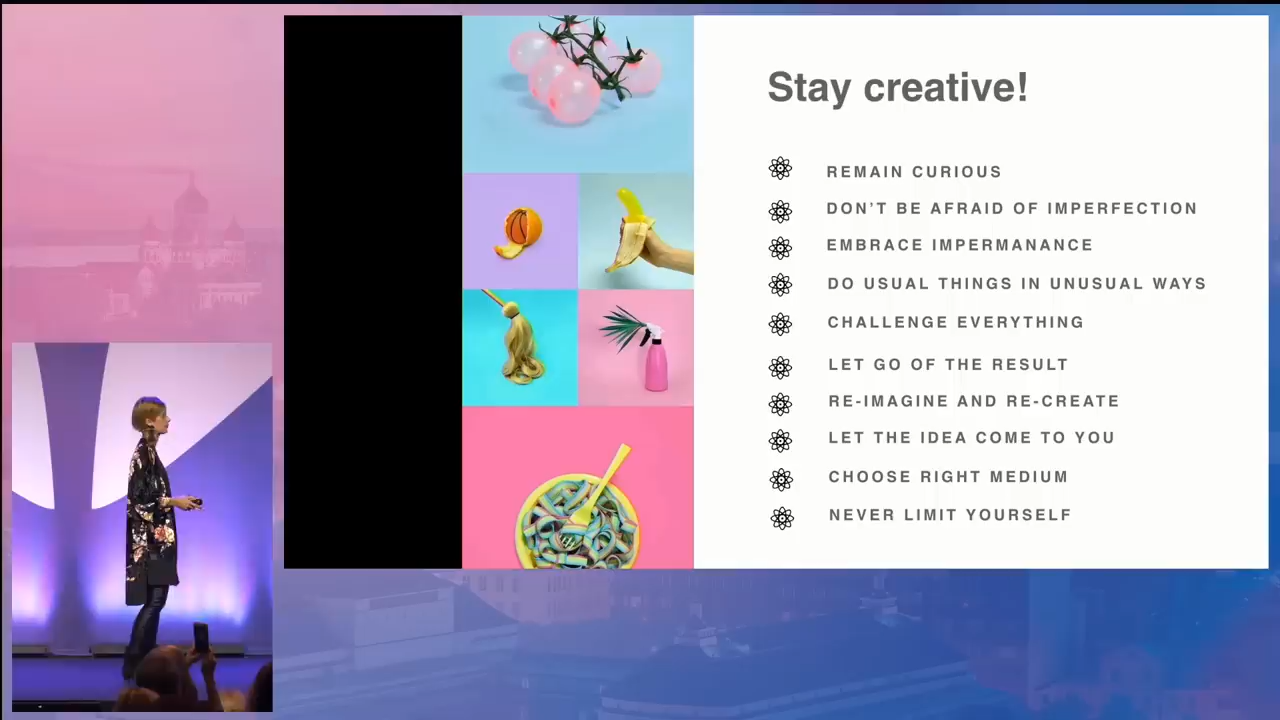 Stay creative!
REMAIN CURIOUS
DON'T BE AFRAID OF IMPERFECTION
EMBRACE IMPERMANANCE
DO USUAL THINGS IN UNUSUAL WAYS
CHALLENGE EVERYTHING
LET GO OF THE RESULT
RE-IMAGINE AND RE-CREATE
LET THE IDEA COME TO YOU
CHOOSE RIGHT MEDIUM
NEVER LIMIT YOURSELF